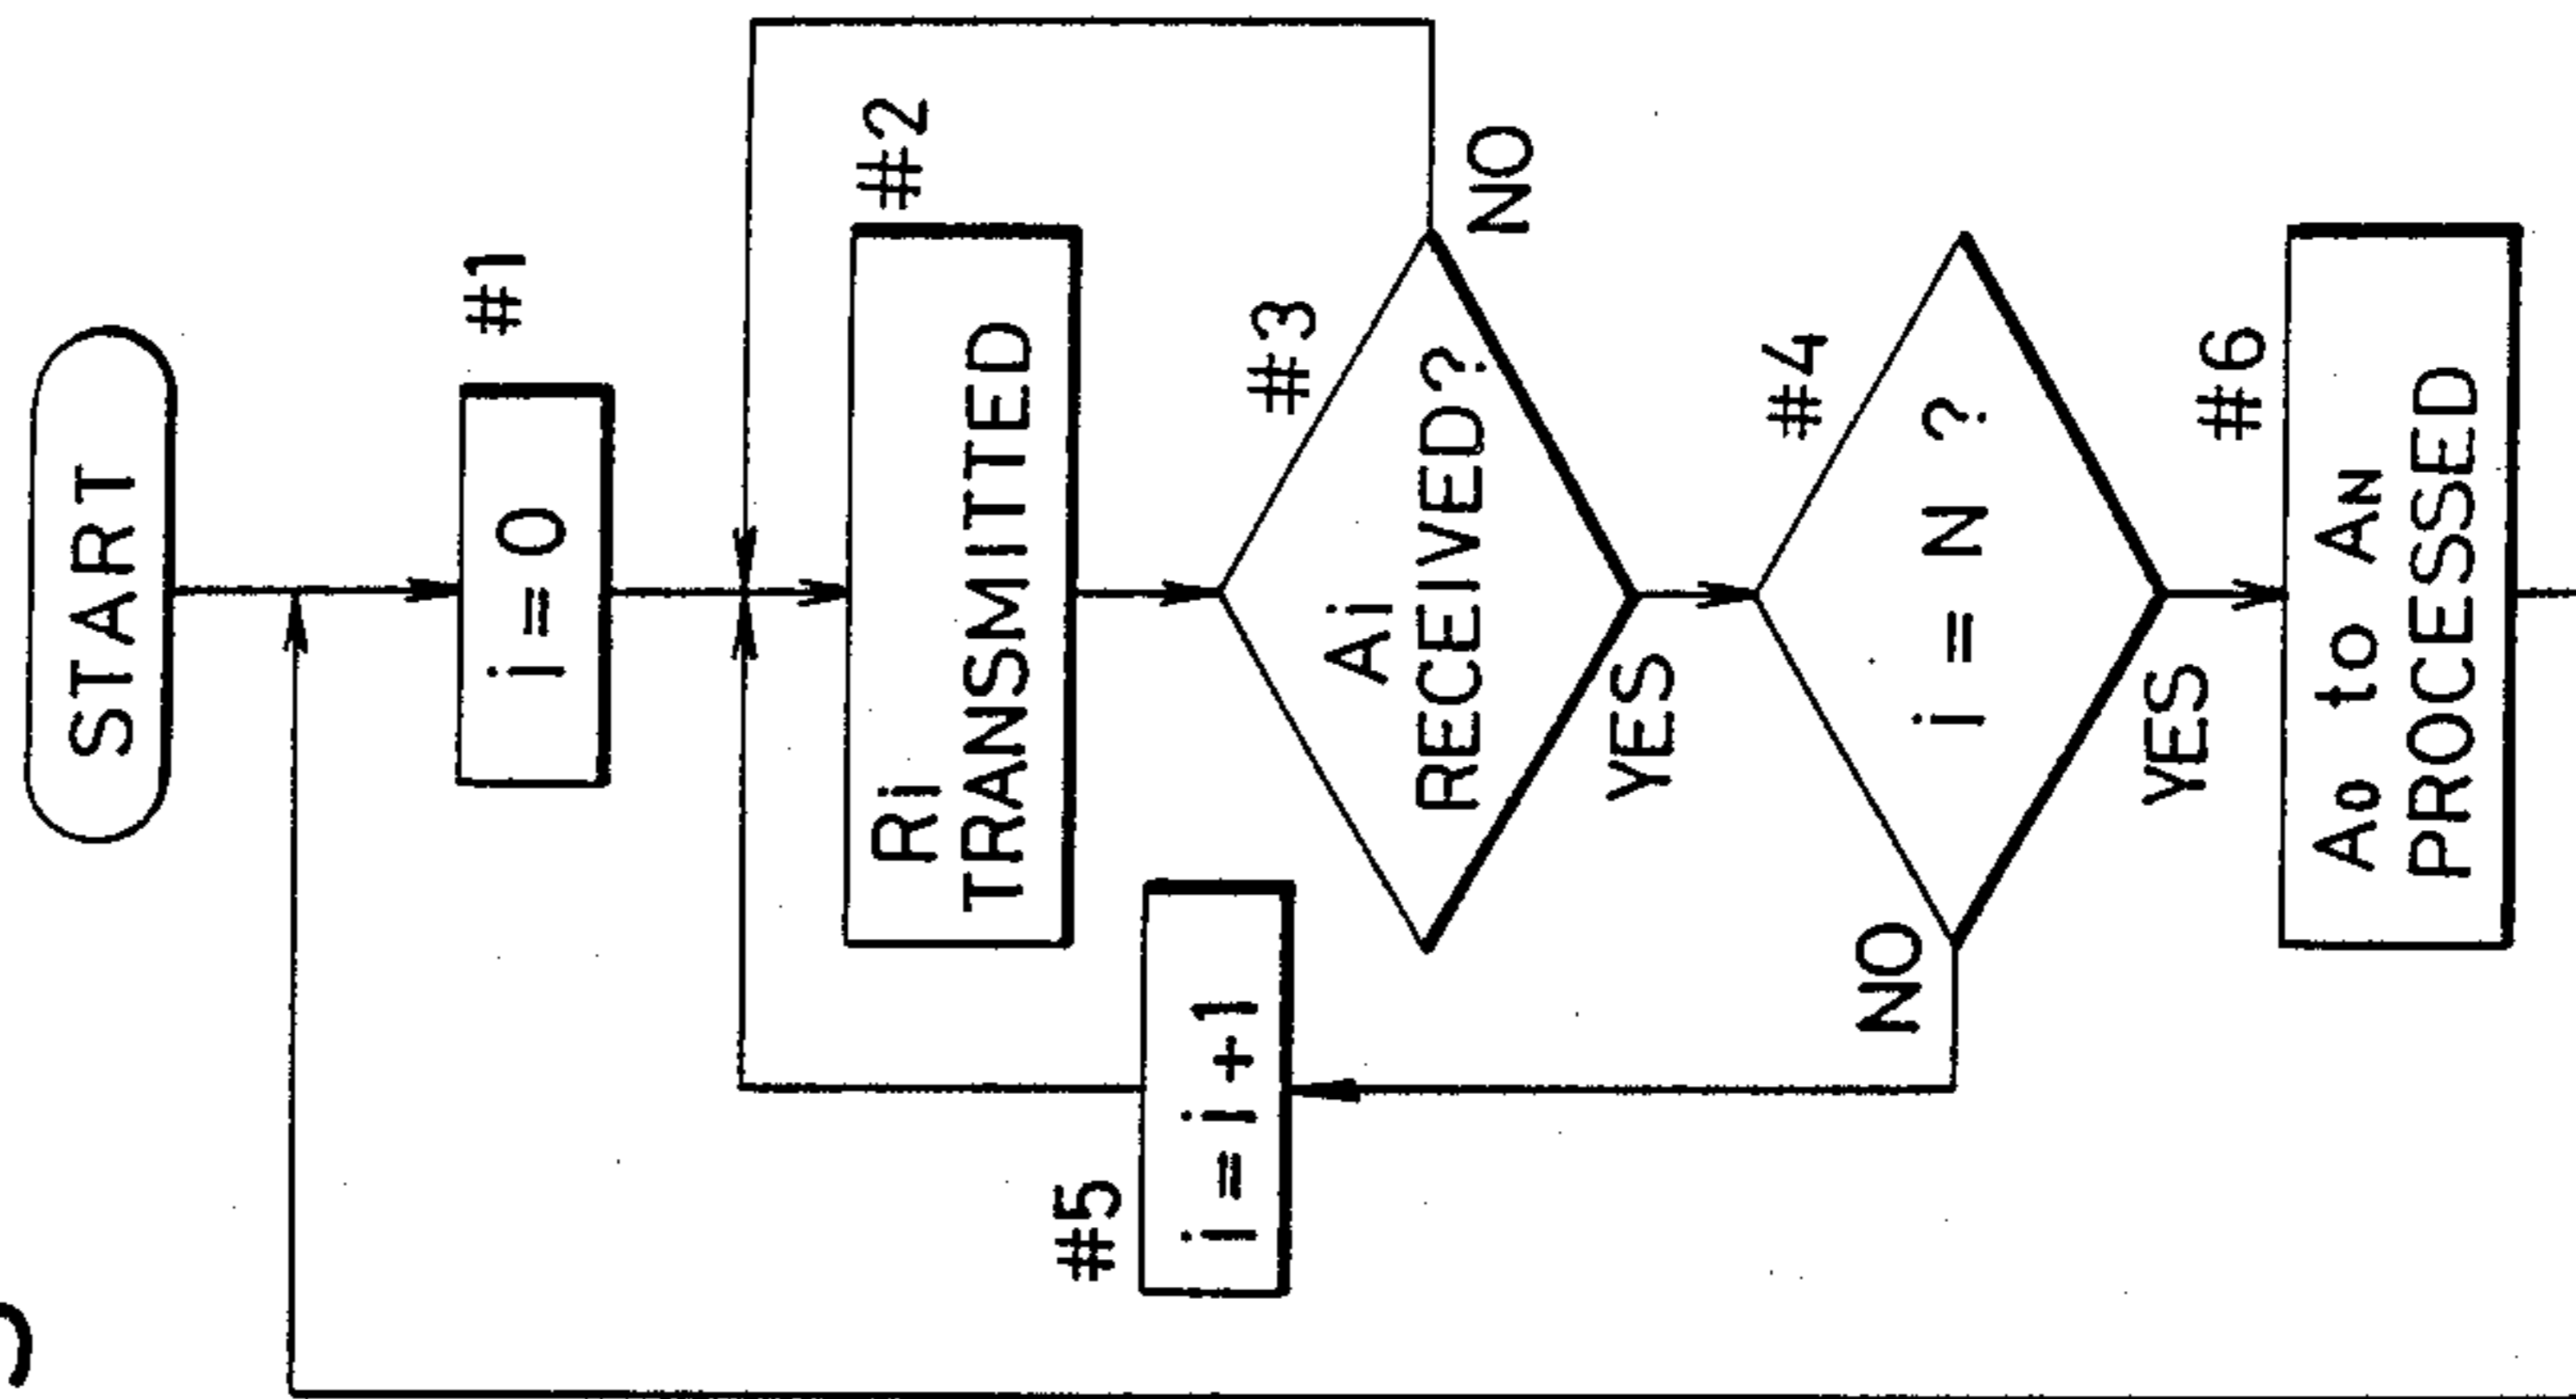 START
i = 0
#1
Ri
TRANSMITTED
#2
Ai
RECEIVED?
#3
NO
YES
i = N ?
#4
NO
YES
#5
i = i + 1
A0 to AN
PROCESSED
#6